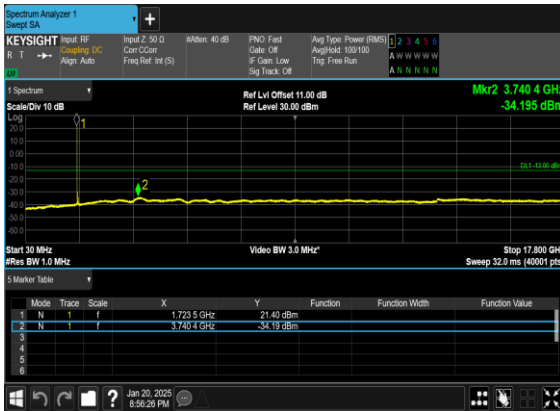 Spectrum Analyzer 1
Swept SA
+
KEYSIGHT Input: RF Input Z: 50 Ω #Atten: 40 dB PNO: Fast Avg Type: Power (RMS) 1 2 3 4 5 6
R T Coupling: DC Corr CCorr Gate: Off Avg|Hold: 100/100 A W W W W W
Align: Auto Freq Ref: Int (S) IF Gain: Low Trig: Free Run
Sig Track: Off A N N N N N
1 Spectrum Ref Lvl Offset 11.00 dB Mkr2 3.740 4 GHz
Scale/Div 10 dB Ref Level 30.00 dBm -34.195 dBm
Log
20.0
10.0
0.00
-10.0
-20.0
-30.0
-40.0
-50.0
-60.0
1
2
DL1 -13.00 dBm
Start 30 MHz Video BW 3.0 MHz* Stop 17.800 GHz
#Res BW 1.0 MHz Sweep 32.0 ms (40001 pts)
5 Marker Table
Mode Trace Scale X Y Function Function Width Function Value
1 N 1 f 1.723 5 GHz 21.40 dBm
2 N 1 f 3.740 4 GHz -34.19 dBm
3
4
5
6
? Jan 20, 2025
8:56:26 PM